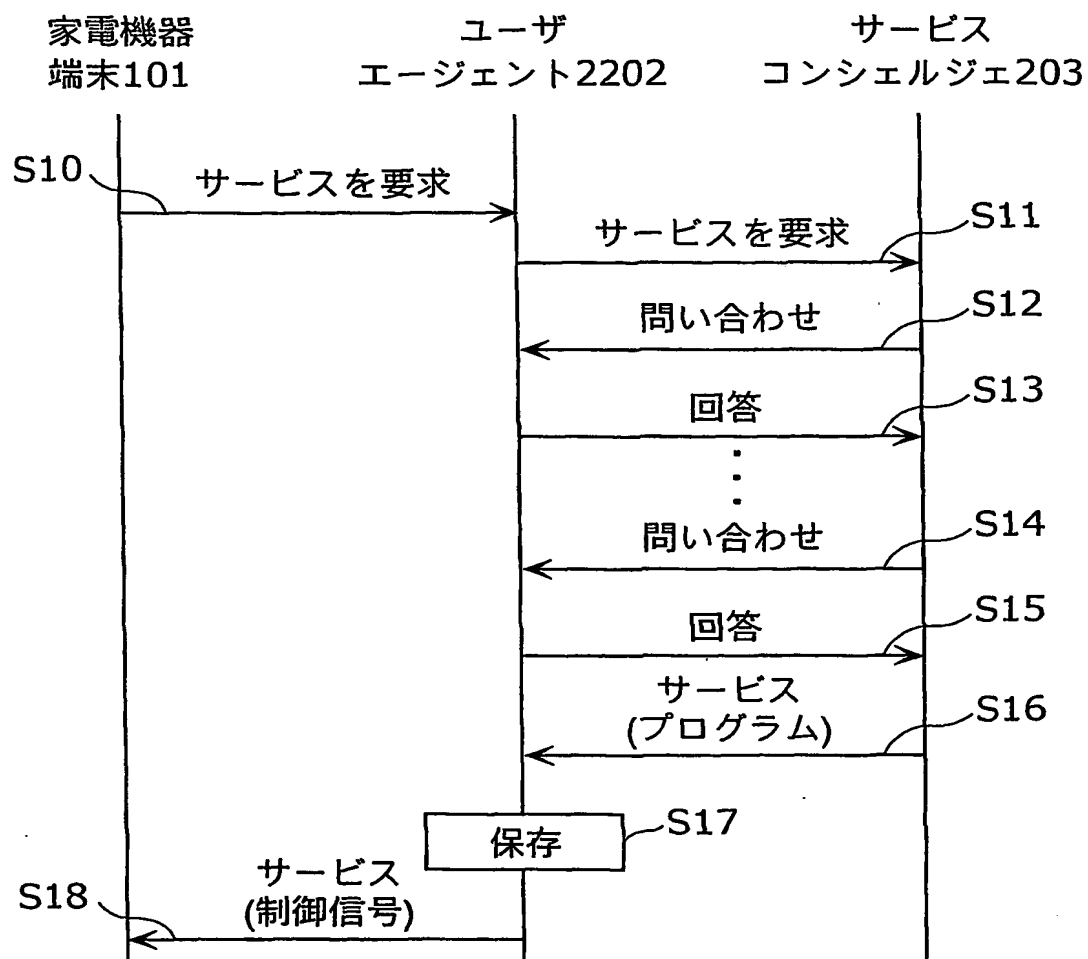 家電機器
端末101
ユーザ
エージェント2202
サービス
コンシェルジェ203
S10
サービスを要求
サービスを要求
S11
問い合わせ
S12
回答
S13
問い合わせ
S14
回答
S15
サービス
(プログラム)
S16
保存
S17
サービス
(制御信号)
S18